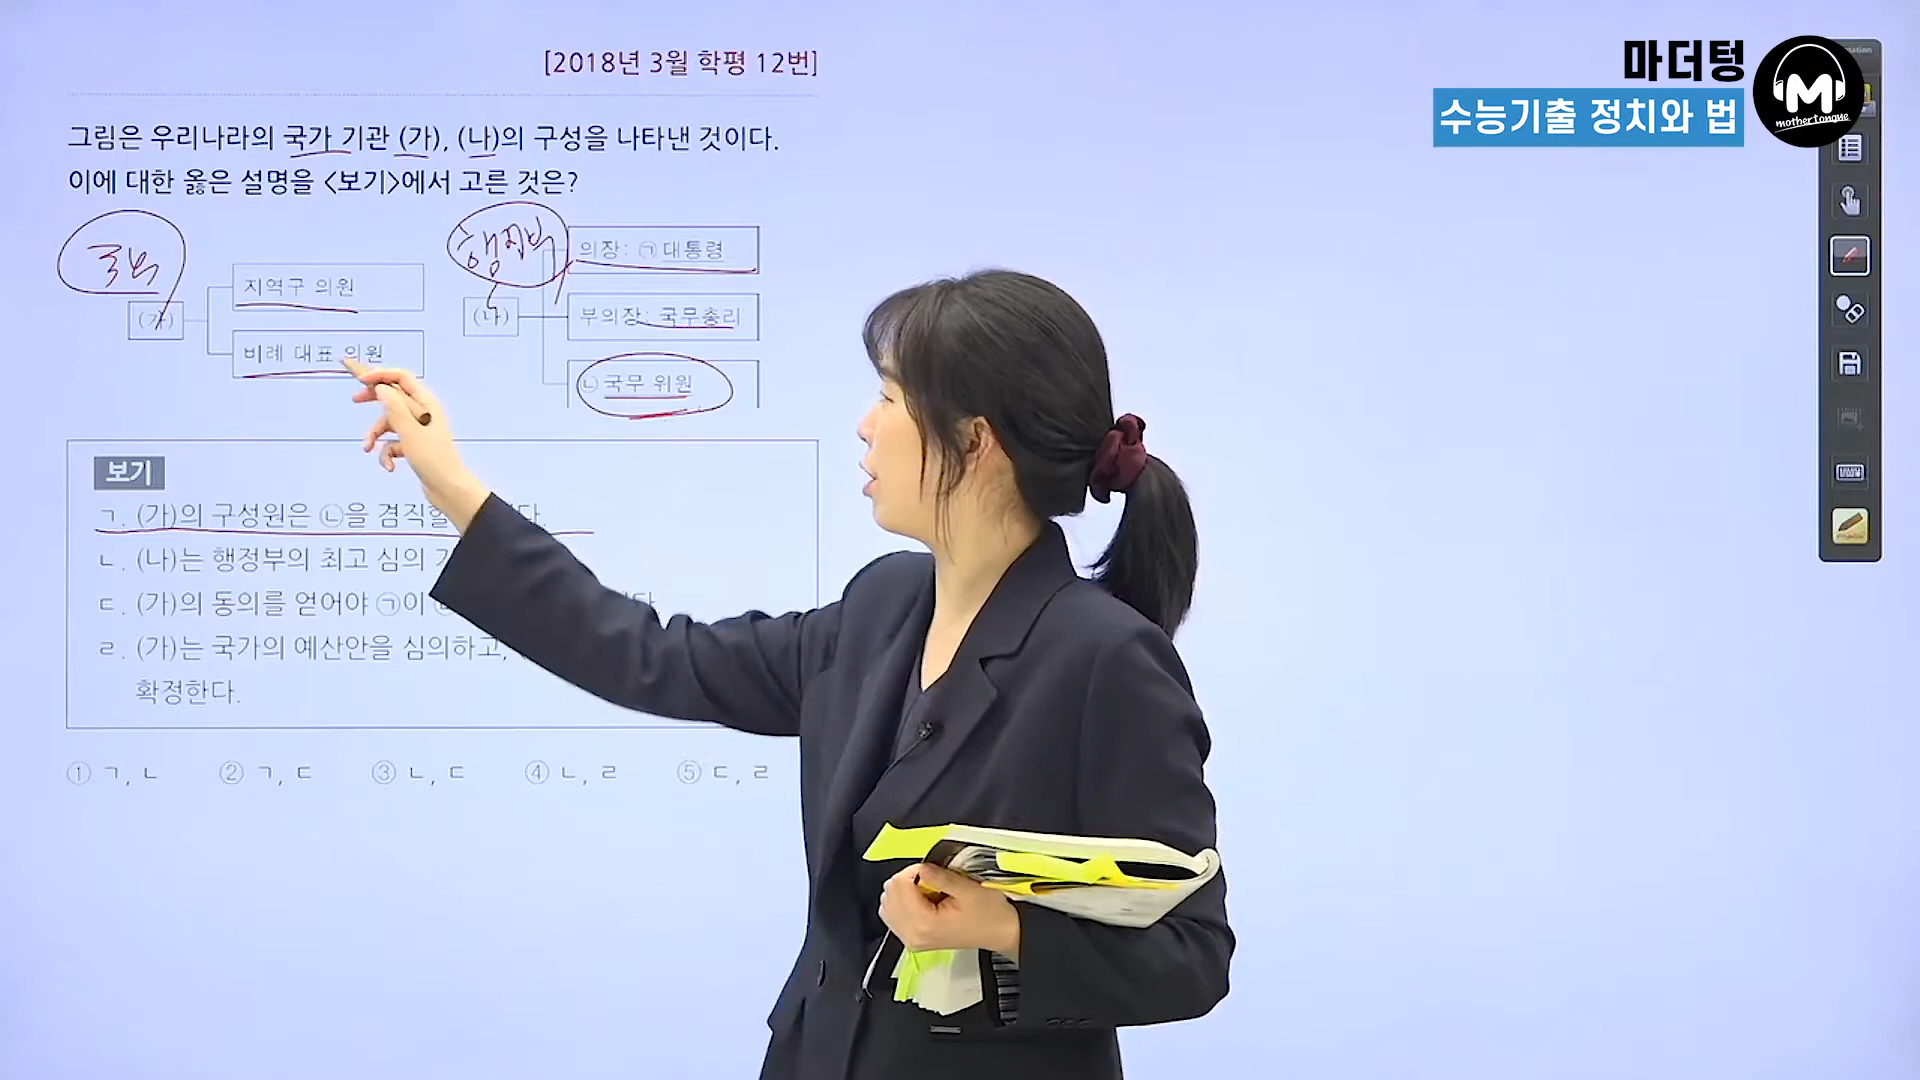 [2018년 3월 학평 12번]
마더텅
수능기출 정치와 법
mothertongue
그림은 우리나라의 국가 기관 (가), (나)의 구성을 나타낸 것이다.
이에 대한 옳은 설명을 <보기>에서 고른 것은?
국회
(가)
지역구 의원
비례 대표 의원
행정부
(나)
의장: ㉠ 대통령
부의장: 국무총리
㉡ 국무 위원
보기
ㄱ. (가)의 구성원은 ㉡을 겸직할
ㄴ. (나)는 행정부의 최고 심의
ㄷ. (가)의 동의를 얻어야 ㉠이
ㄹ. (가)는 국가의 예산안을 심의하고,
확정한다.
① ㄱ, ㄴ ② ㄱ, ㄷ ③ ㄴ, ㄷ ④ ㄴ, ㄹ ⑤ ㄷ, ㄹ